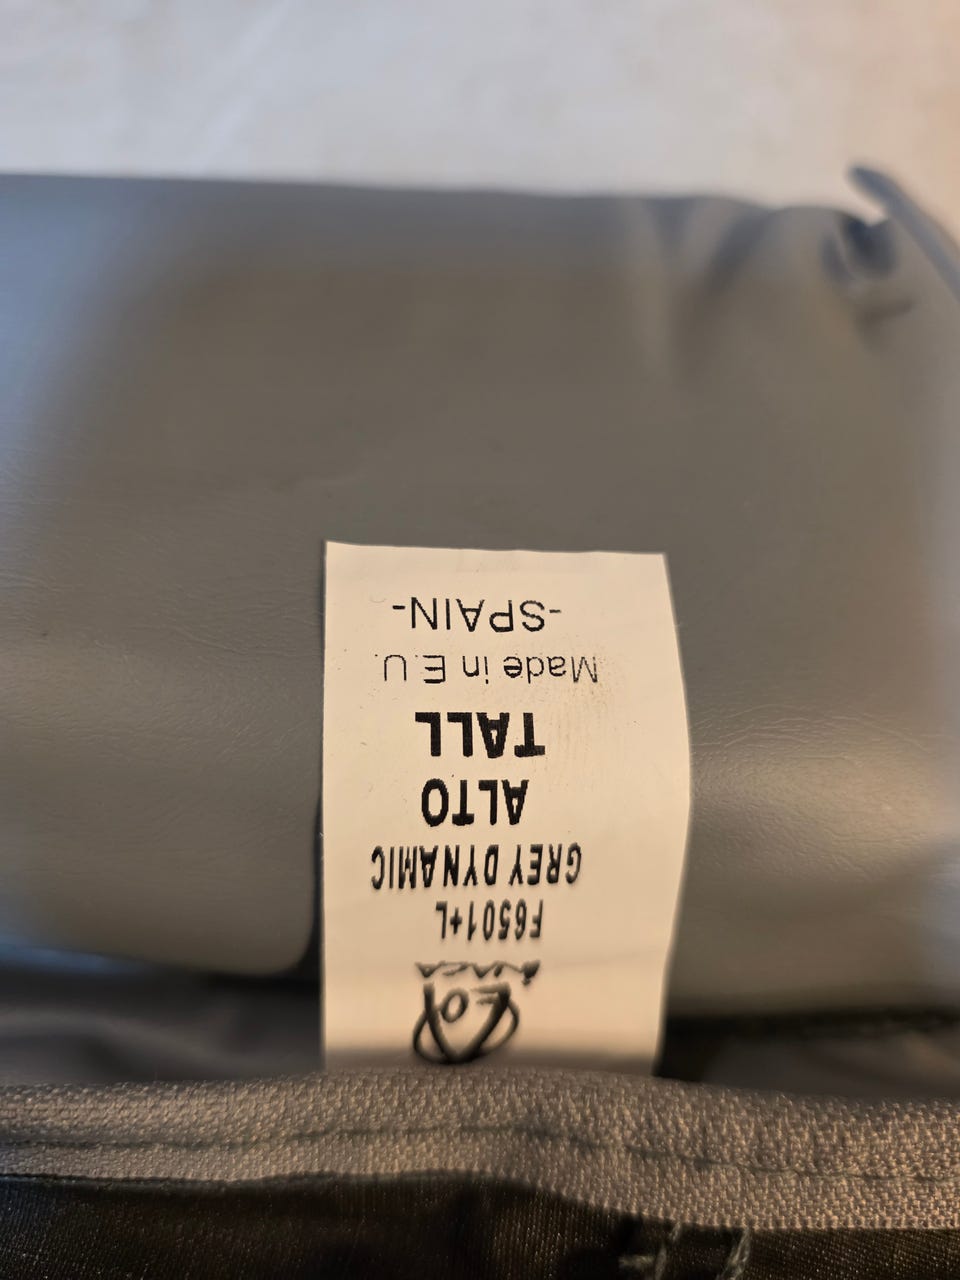 F6501+L
GREY DYNAMIC
ALTO
TALL
Made in E.U.
-SPAIN-